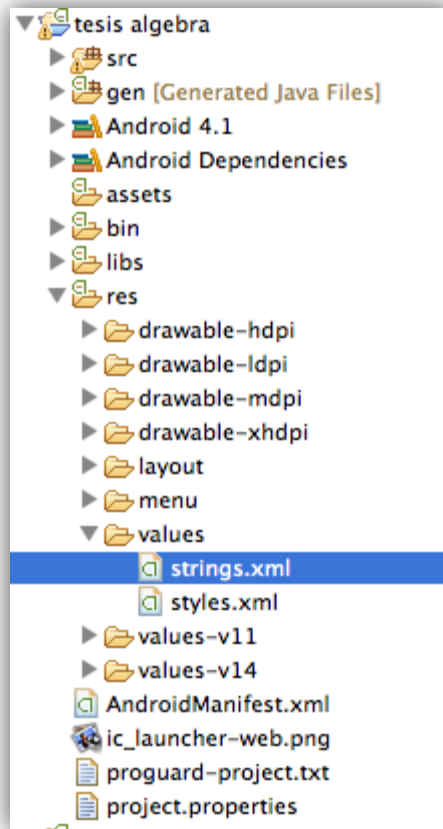 tesis algebra
src
gen [Generated Java Files]
Android 4.1
Android Dependencies
assets
bin
libs
res
drawable-hdpi
drawable-ldpi
drawable-mdpi
drawable-xhdpi
layout
menu
values
strings.xml
styles.xml
values-v11
values-v14
AndroidManifest.xml
ic_launcher-web.png
proguard-project.txt
project.properties